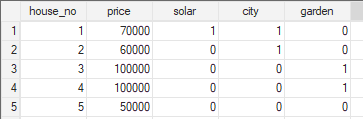 house_no price solar city garden
1 1 70000 1 1 0
2 2 60000 0 1 0
3 3 100000 0 0 1
4 4 100000 0 0 1
5 5 50000 0 0 0